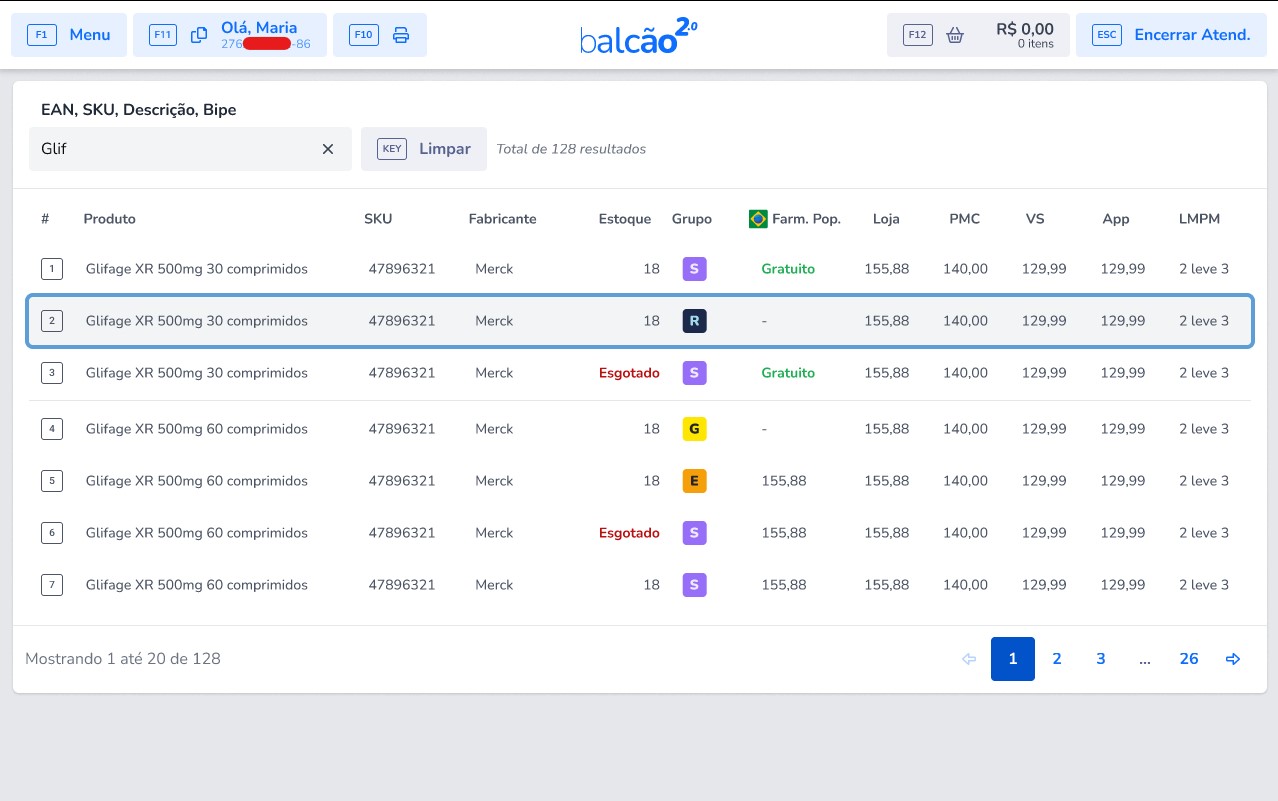 F1 Menu F11 Olá, Maria F10 balcão 2.0 F12 R$ 0,00 ESC Encerrar Atend.
276 -86 0 itens
EAN, SKU, Descrição, Bipe
Glif KEY Limpar Total de 128 resultados
# Produto SKU Fabricante Estoque Grupo Farm. Pop. Loja PMC VS App LMPM
1 Glifage XR 500mg 30 comprimidos 47896321 Merck 18 S Gratuito 155,88 140,00 129,99 129,99 2 leve 3
2 Glifage XR 500mg 30 comprimidos 47896321 Merck 18 R - 155,88 140,00 129,99 129,99 2 leve 3
3 Glifage XR 500mg 30 comprimidos 47896321 Merck Esgotado S Gratuito 155,88 140,00 129,99 129,99 2 leve 3
4 Glifage XR 500mg 60 comprimidos 47896321 Merck 18 G - 155,88 140,00 129,99 129,99 2 leve 3
5 Glifage XR 500mg 60 comprimidos 47896321 Merck 18 E 155,88 155,88 140,00 129,99 129,99 2 leve 3
6 Glifage XR 500mg 60 comprimidos 47896321 Merck Esgotado S 155,88 155,88 140,00 129,99 129,99 2 leve 3
7 Glifage XR 500mg 60 comprimidos 47896321 Merck 18 S 155,88 155,88 140,00 129,99 129,99 2 leve 3
Mostrando 1 até 20 de 128 1 2 3 ... 26